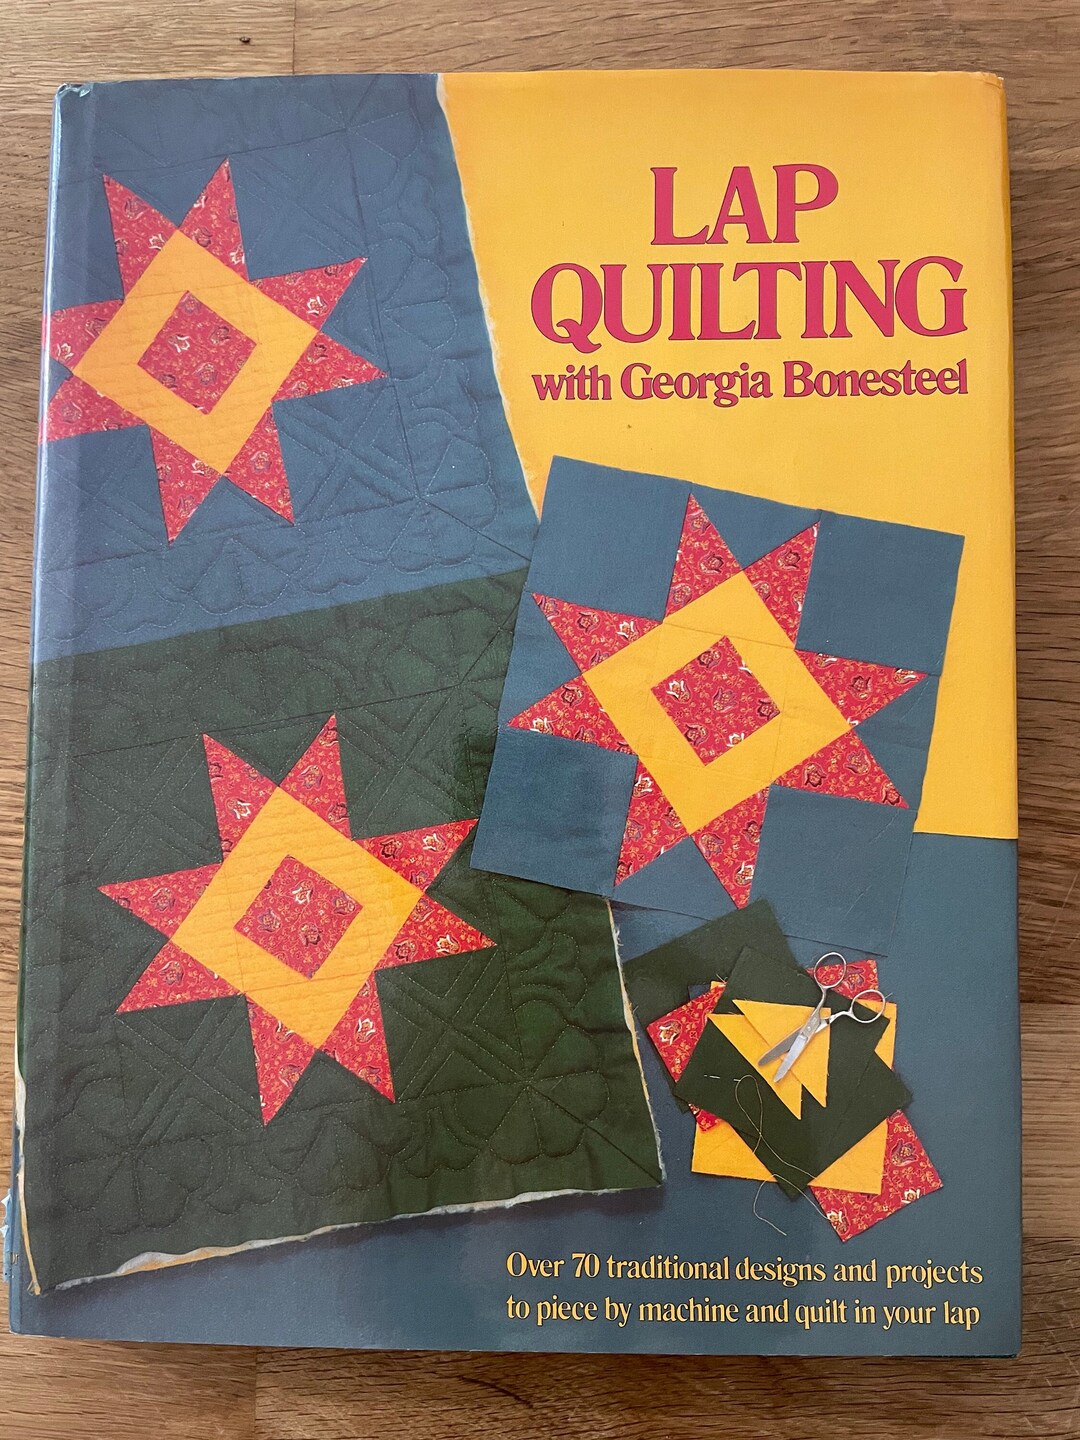 LAP
QUILTING
with Georgia Bonesteel
Over 70 traditional designs and projects
to piece by machine and quilt in your lap